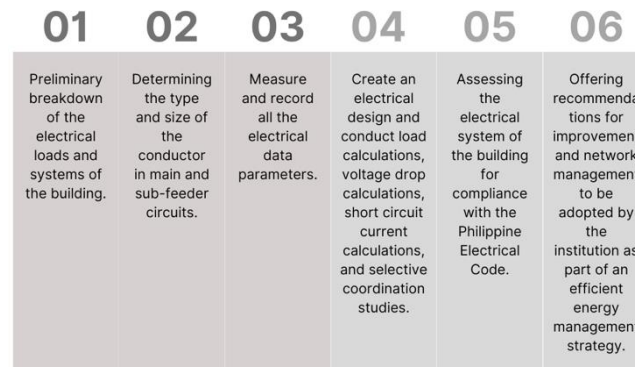 01
Preliminary
breakdown
of the
electrical
loads and
systems of
the building.
02
Determining
the type
and size of
the
conductor
in main and
sub-feeder
circuits.
03
Measure
and record
all the
electrical
data
parameters.
04
Create an
electrical
design and
conduct load
calculations,
voltage drop
calculations,
short circuit
current
calculations,
and selective
coordination
studies.
05
Assessing
the
electrical
system of
the building
for
compliance
with the
Philippine
Electrical
Code.
06
Offering
recommenda
tions for
improvemen
and network
managemen
to be
adopted by
the
institution as
part of an
efficient
energy
managemen
strategy.